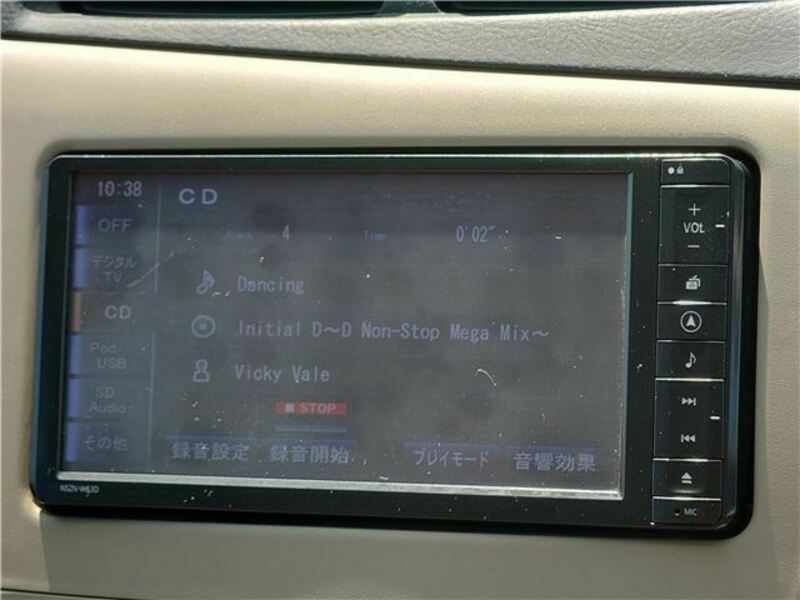 10:38
CD
OFF
Track 4 Time 0'02"
デジタル
TV
Dancing
CD
Initial D～D Non-Stop Mega Mix～
iPod
USB
Vicky Vale
SD
Audio
STOP
その他
録音設定 録音開始 プレイモード 音響効果
NSZN-W61D
VOL
MIC